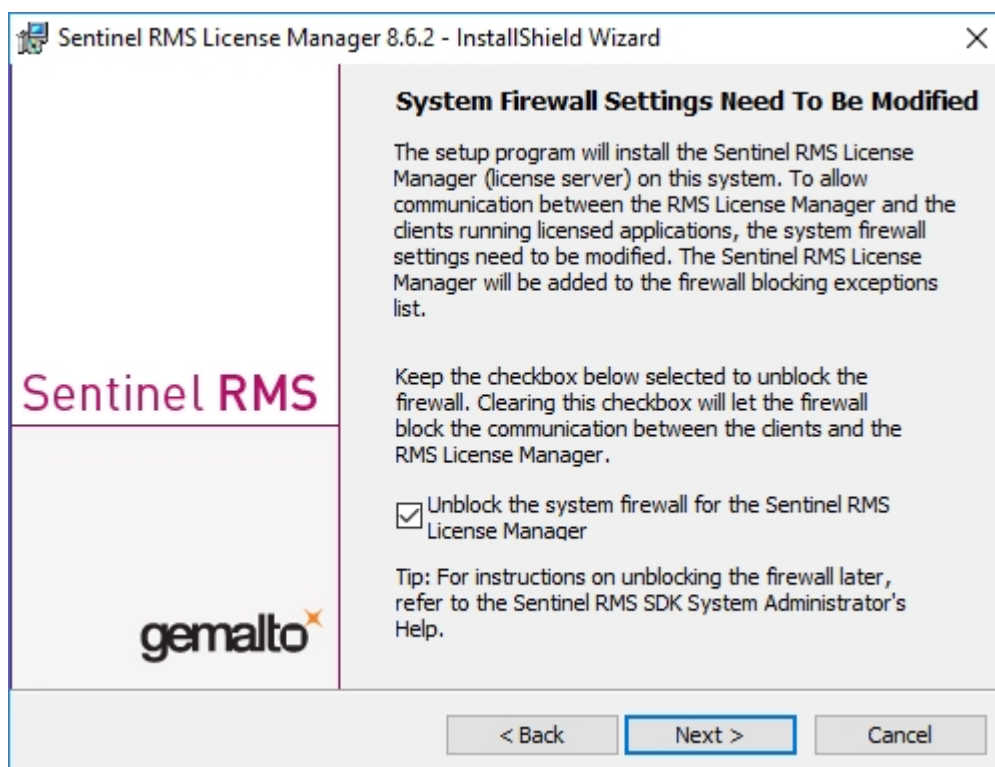 Sentinel RMS License Manager 8.6.2 - InstallShield Wizard
System Firewall Settings Need To Be Modified
The setup program will install the Sentinel RMS License
Manager (license server) on this system. To allow
communication between the RMS License Manager and the
clients running licensed applications, the system firewall
settings need to be modified. The Sentinel RMS License
Manager will be added to the firewall blocking exceptions
list.
Sentinel RMS
Keep the checkbox below selected to unblock the
firewall. Clearing this checkbox will let the firewall
block the communication between the clients and the
RMS License Manager.
Unblock the system firewall for the Sentinel RMS
License Manager
Tip: For instructions on unblocking the firewall later,
refer to the Sentinel RMS SDK System Administrator's
Help.
gemalto
< Back
Next >
Cancel